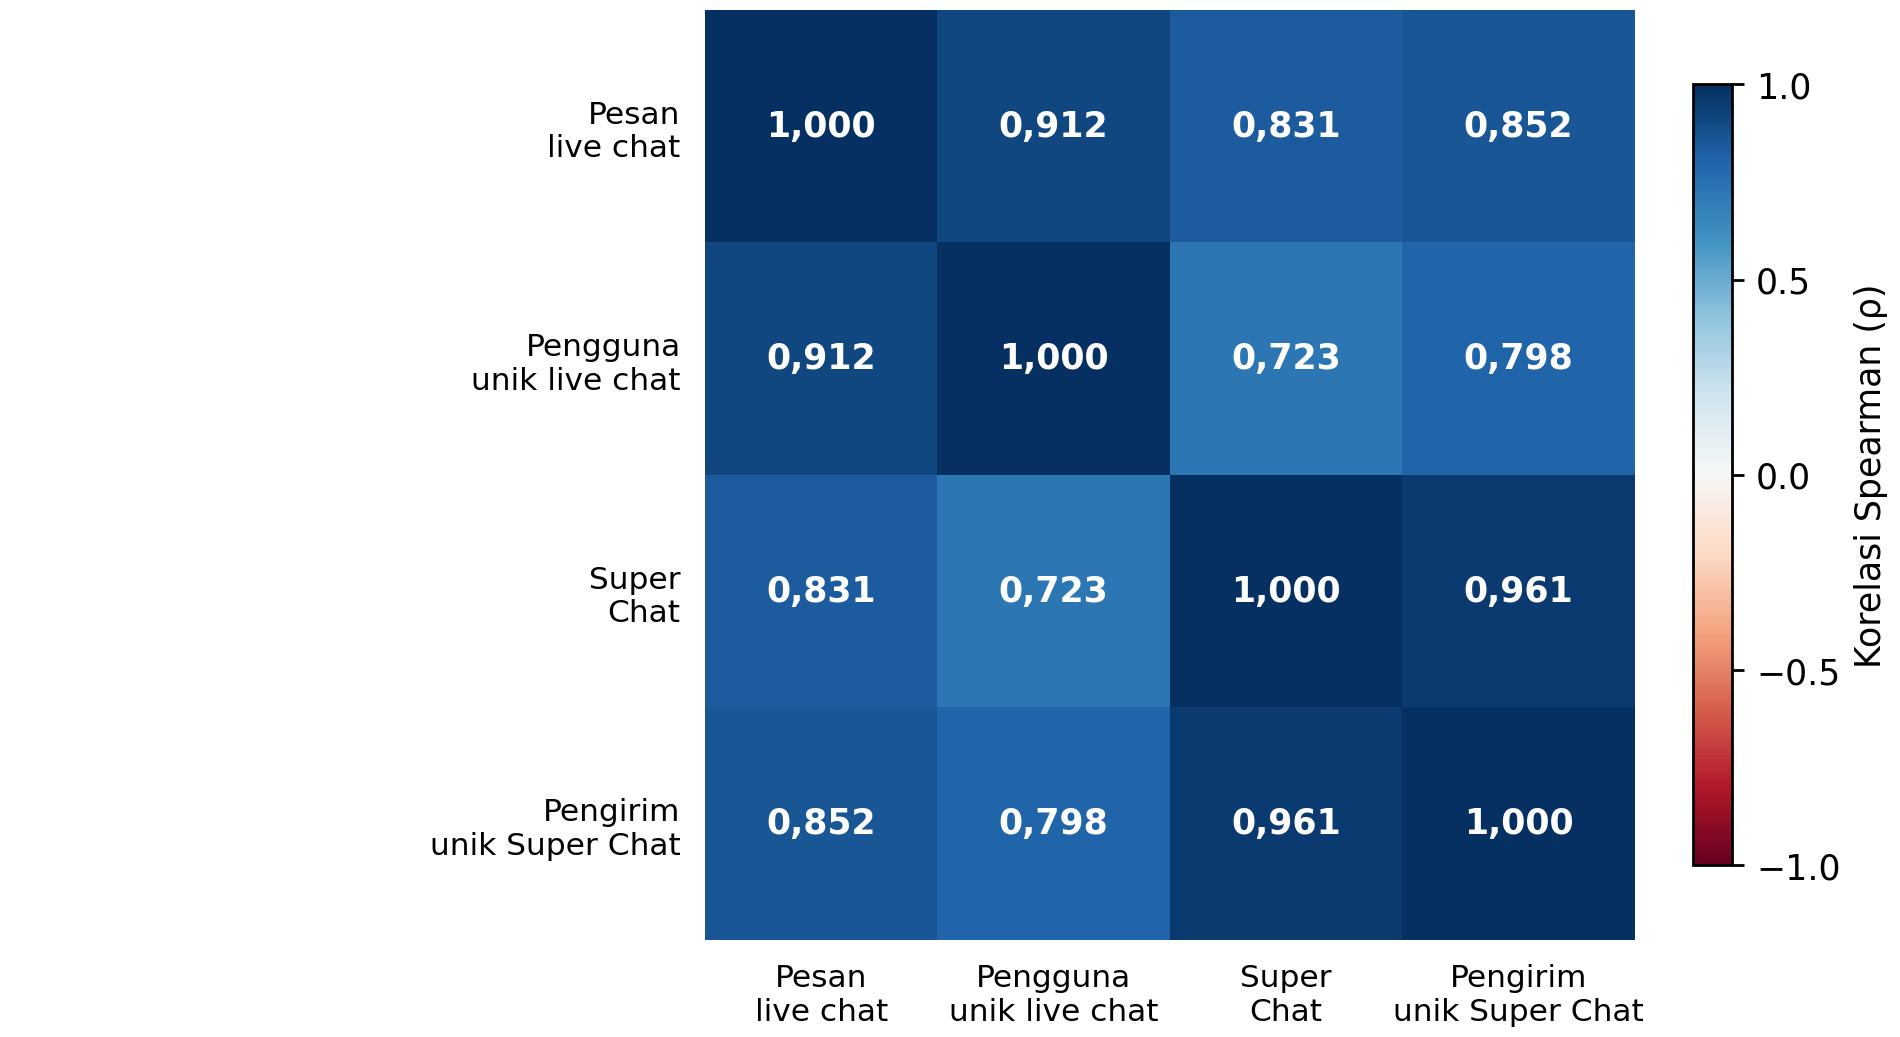 Pesan
live chat
1,000 0,912 0,831 0,852
Pengguna
unik live chat
0,912 1,000 0,723 0,798
Super
Chat
0,831 0,723 1,000 0,961
Pengirim
unik Super Chat
0,852 0,798 0,961 1,000
Pesan
live chat
Pengguna
unik live chat
Super
Chat
Pengirim
unik Super Chat
1.0
0.5
0.0
−0.5
−1.0
Korelasi Spearman (ρ)